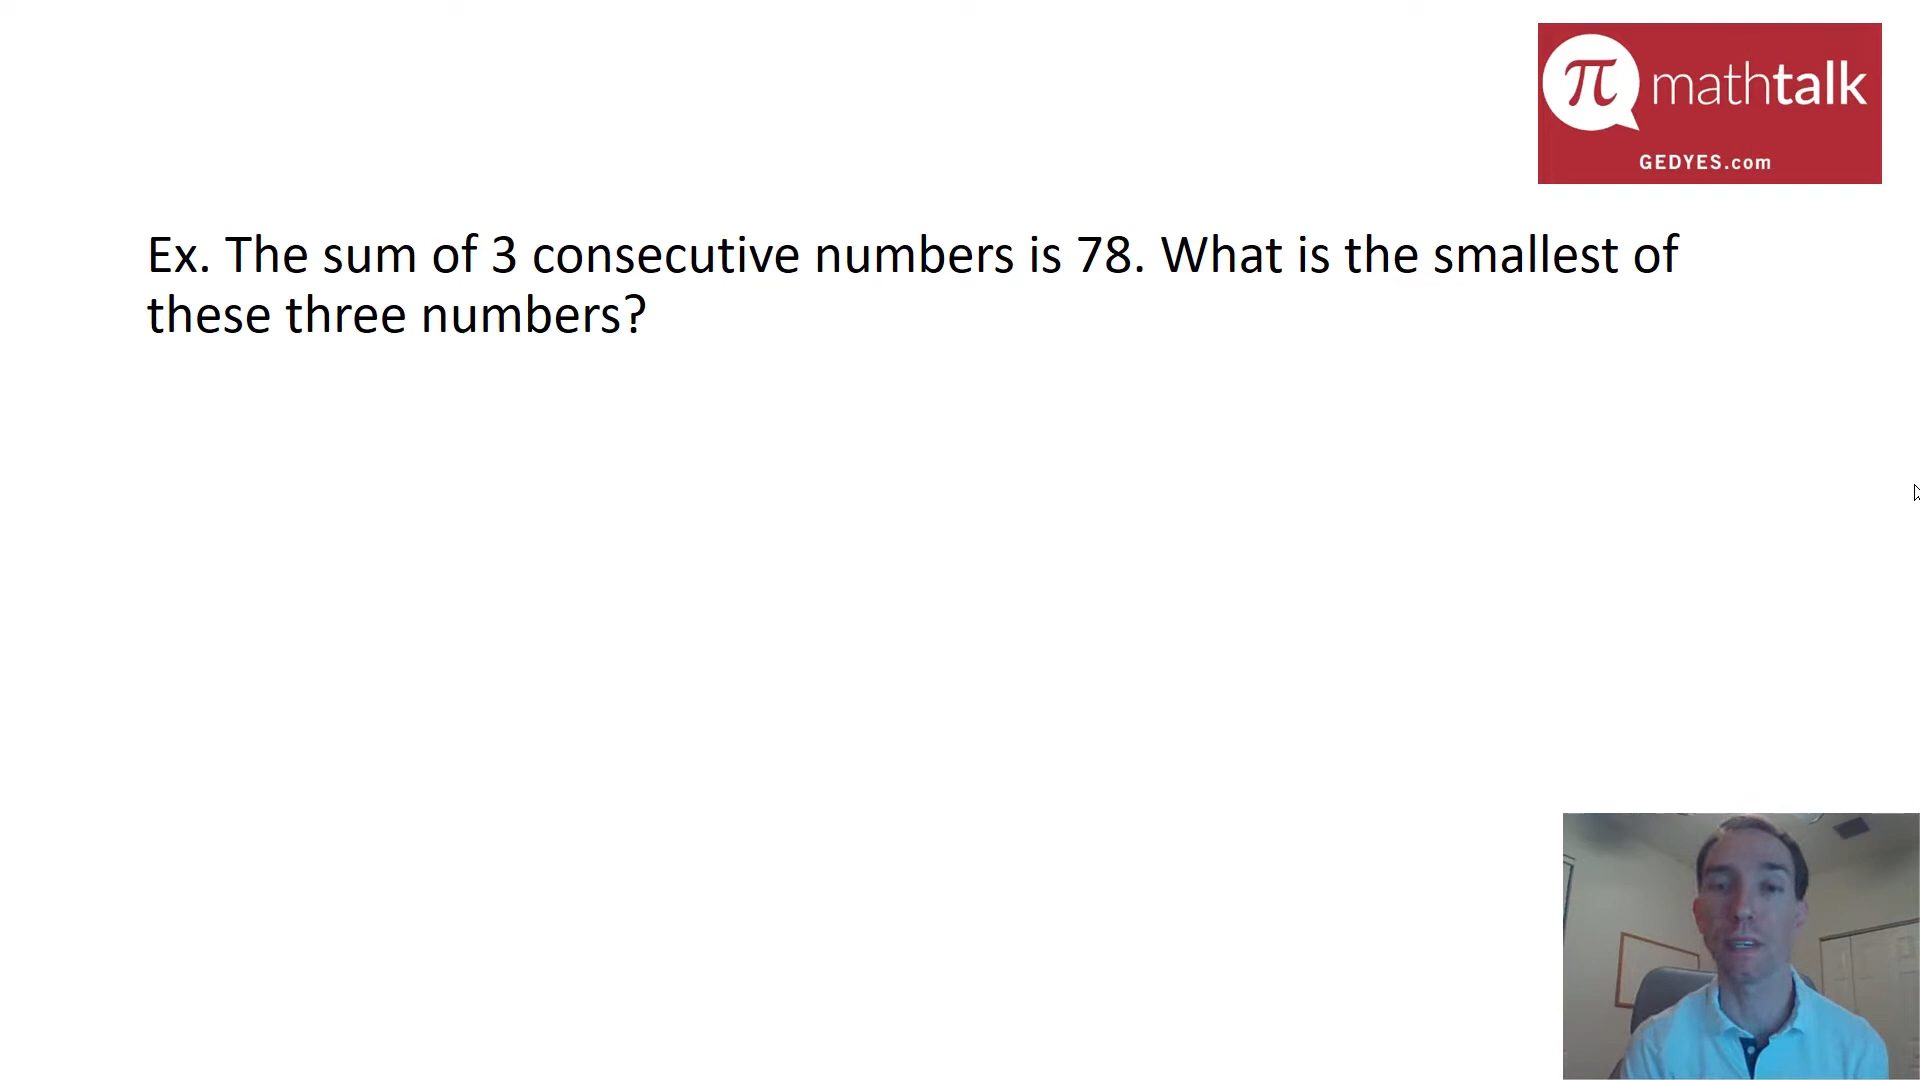 π mathtalk
GEDYES.com
Ex. The sum of 3 consecutive numbers is 78. What is the smallest of
these three numbers?